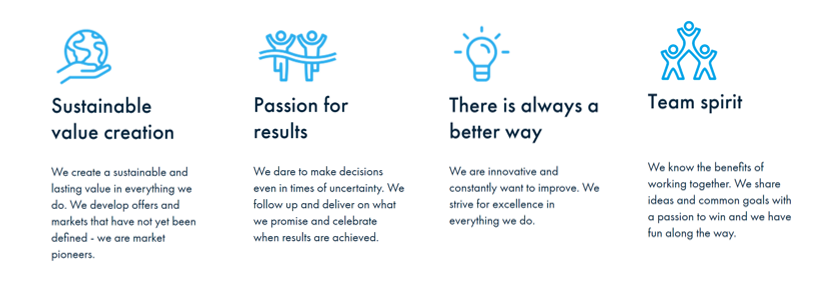 Sustainable
value creation
We create a sustainable and
lasting value in everything we
do. We develop offers and
markets that have not yet been
defined - we are market
pioneers.
Passion for
results
We dare to make decisions
even in times of uncertainty. We
follow up and deliver on what
we promise and celebrate
when results are achieved.
There is always a
better way
We are innovative and
constantly want to improve. We
strive for excellence in
everything we do.
Team spirit
We know the benefits of
working together. We share
ideas and common goals with
a passion to win and we have
fun along the way.